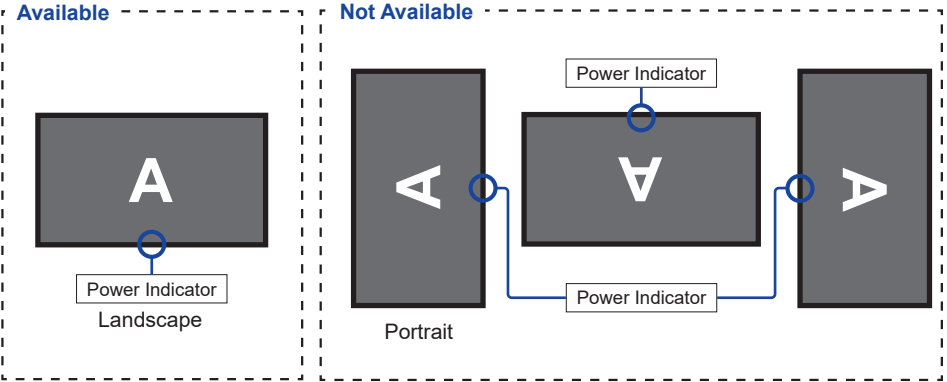 Available
A
Power Indicator
Landscape
Not Available
Power Indicator
A
A
A
Power Indicator
Portrait